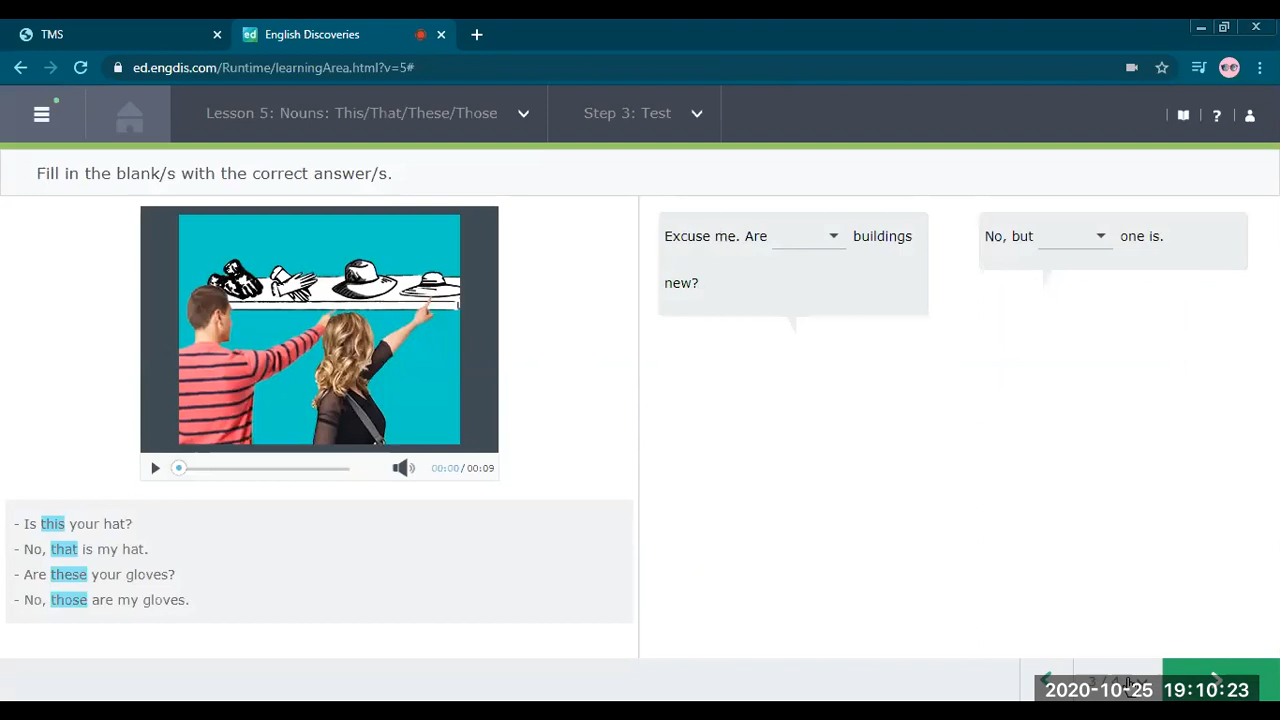 TMS
ed English Discoveries
ed.engdis.com/Runtime/learningArea.html?v=5#
Lesson 5: Nouns: This/That/These/Those
Step 3: Test
?
Fill in the blank/s with the correct answer/s.
Excuse me. Are ______ buildings
new?
No, but ______ one is.
00:00 / 00:09
- Is this your hat?
- No, that is my hat.
- Are these your gloves?
- No, those are my gloves.
2020-10-25 19:10:23